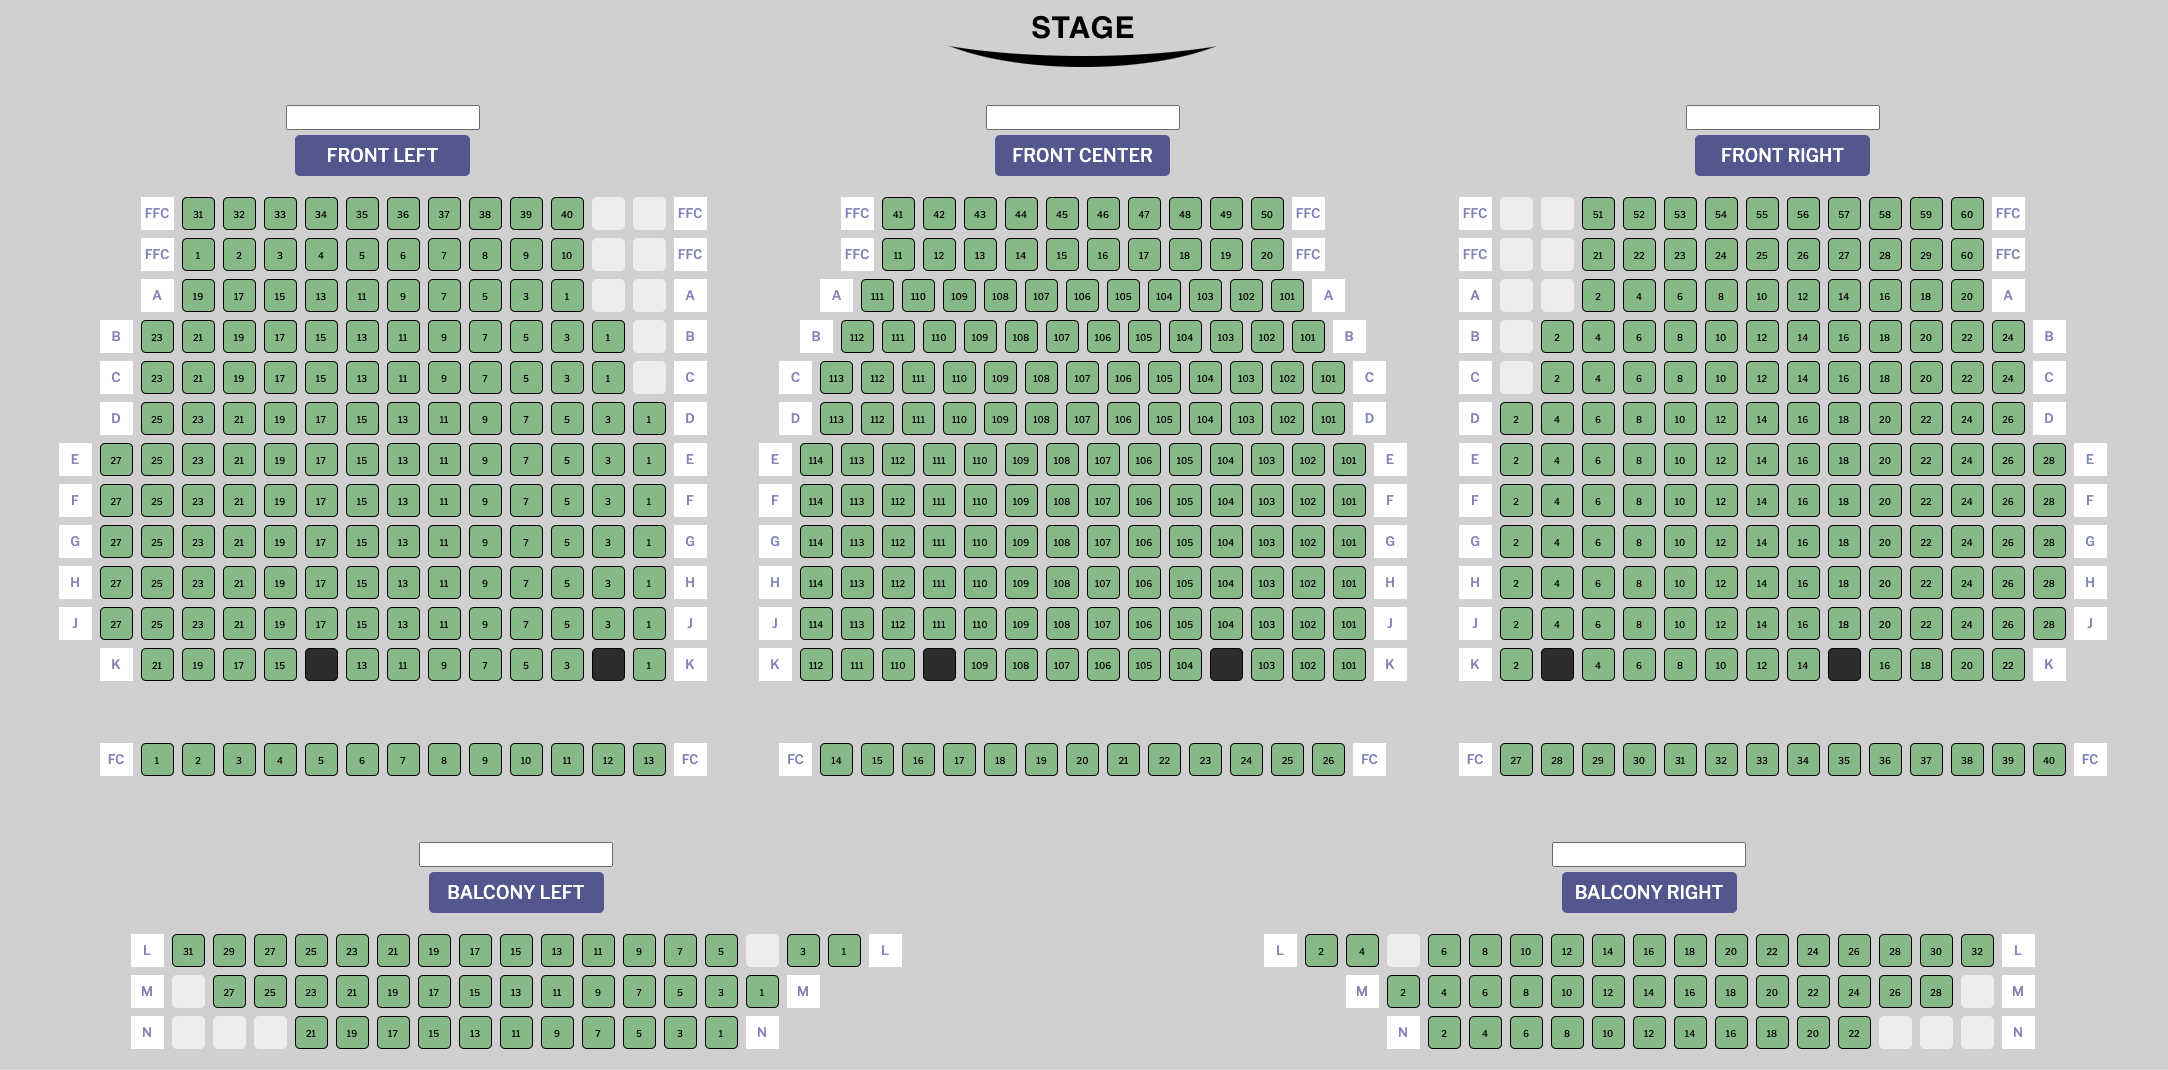 STAGE
FRONT LEFT FRONT CENTER FRONT RIGHT
FFC 31 32 33 34 35 36 37 38 39 40 FFC FFC 41 42 43 44 45 46 47 48 49 50 FFC FFC 51 52 53 54 55 56 57 58 59 60 FFC
FFC 1 2 3 4 5 6 7 8 9 10 FFC FFC 11 12 13 14 15 16 17 18 19 20 FFC FFC 21 22 23 24 25 26 27 28 29 60 FFC
A 19 17 15 13 11 9 7 5 3 1 A A 111 110 109 108 107 106 105 104 103 102 101 A A 2 4 6 8 10 12 14 16 18 20 A
B 23 21 19 17 15 13 11 9 7 5 3 1 B B 112 111 110 109 108 107 106 105 104 103 102 101 B B 2 4 6 8 10 12 14 16 18 20 22 24 B
C 23 21 19 17 15 13 11 9 7 5 3 1 C C 113 112 111 110 109 108 107 106 105 104 103 102 101 C C 2 4 6 8 10 12 14 16 18 20 22 24 C
D 25 23 21 19 17 15 13 11 9 7 5 3 1 D D 113 112 111 110 109 108 107 106 105 104 103 102 101 D D 2 4 6 8 10 12 14 16 18 20 22 24 26 D
E 27 25 23 21 19 17 15 13 11 9 7 5 3 1 E E 114 113 112 111 110 109 108 107 106 105 104 103 102 101 E E 2 4 6 8 10 12 14 16 18 20 22 24 26 28 E
F 27 25 23 21 19 17 15 13 11 9 7 5 3 1 F F 114 113 112 111 110 109 108 107 106 105 104 103 102 101 F F 2 4 6 8 10 12 14 16 18 20 22 24 26 28 F
G 27 25 23 21 19 17 15 13 11 9 7 5 3 1 G G 114 113 112 111 110 109 108 107 106 105 104 103 102 101 G G 2 4 6 8 10 12 14 16 18 20 22 24 26 28 G
H 27 25 23 21 19 17 15 13 11 9 7 5 3 1 H H 114 113 112 111 110 109 108 107 106 105 104 103 102 101 H H 2 4 6 8 10 12 14 16 18 20 22 24 26 28 H
J 27 25 23 21 19 17 15 13 11 9 7 5 3 1 J J 114 113 112 111 110 109 108 107 106 105 104 103 102 101 J J 2 4 6 8 10 12 14 16 18 20 22 24 26 28 J
K 21 19 17 15 13 11 9 7 5 3 1 K K 112 111 110 109 108 107 106 105 104 103 102 101 K K 2 4 6 8 10 12 14 16 18 20 22 K
FC 1 2 3 4 5 6 7 8 9 10 11 12 13 FC FC 14 15 16 17 18 19 20 21 22 23 24 25 26 FC FC 27 28 29 30 31 32 33 34 35 36 37 38 39 40 FC
BALCONY LEFT BALCONY RIGHT
L 31 29 27 25 23 21 19 17 15 13 11 9 7 5 3 1 L L 2 4 6 8 10 12 14 16 18 20 22 24 26 28 30 32 L
M 27 25 23 21 19 17 15 13 11 9 7 5 3 1 M M 2 4 6 8 10 12 14 16 18 20 22 24 26 28 M
N 21 19 17 15 13 11 9 7 5 3 1 N N 2 4 6 8 10 12 14 16 18 20 22 N